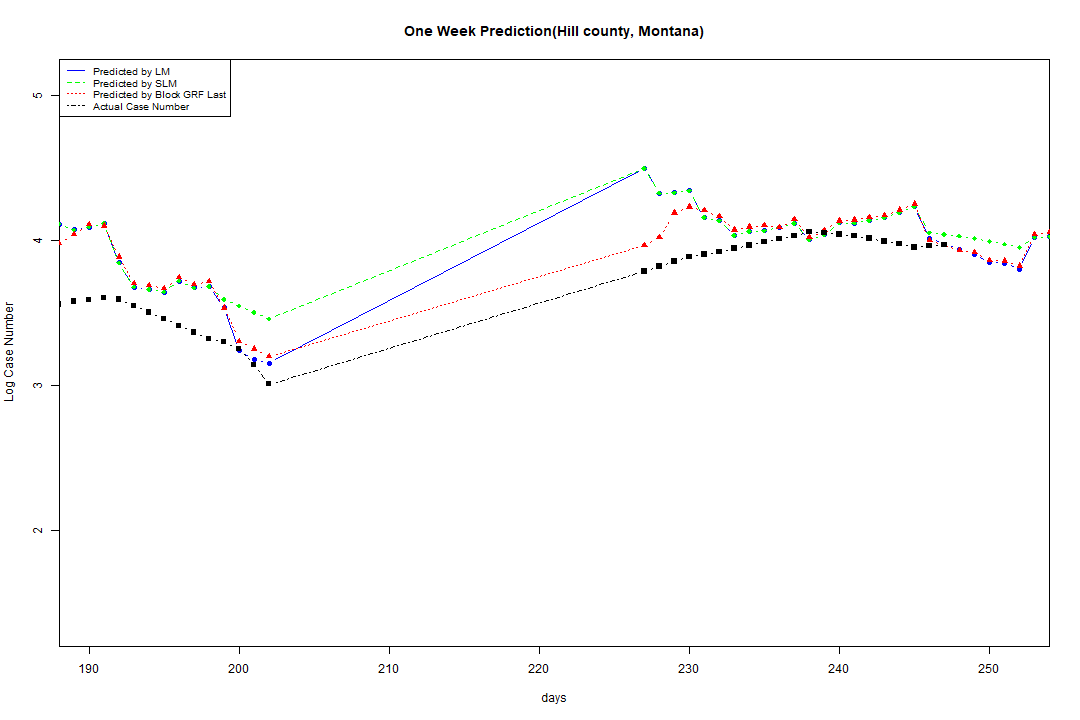 One Week Prediction(Hill county, Montana)
Predicted by LM
Predicted by SLM
Predicted by Block GRF Last
Actual Case Number
5
4
3
2
Log Case Number
190 200 210 220 230 240 250
days